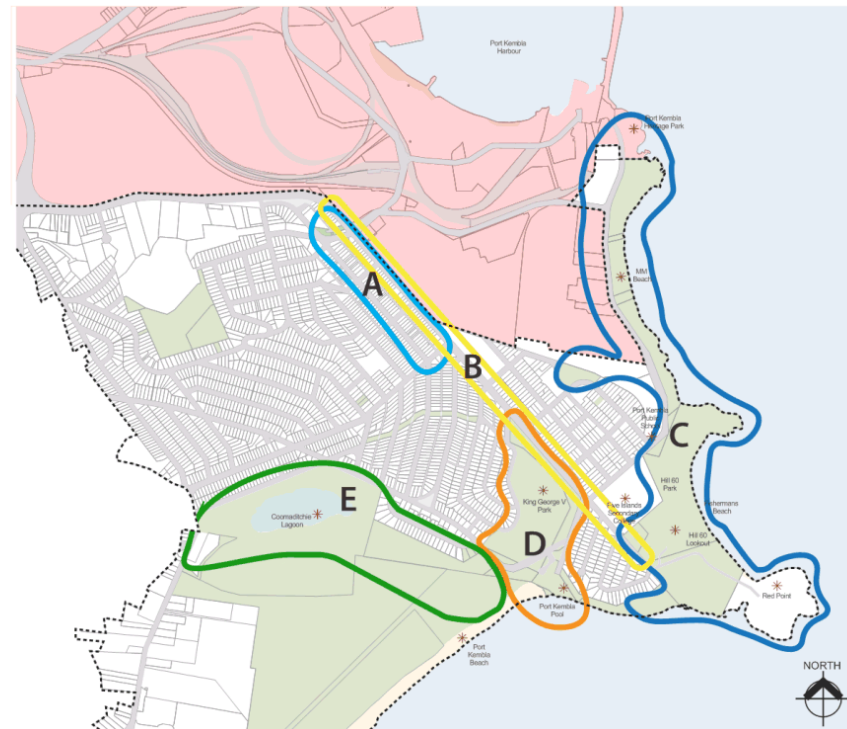 Port Kembla
Harbour
Port Kembla
Heritage Park
MM
Beach
A
B
Port Kembla
Public
School
C
Hill 60
Park
Fishermans
Beach
E
Coomaditchie
Lagoon
King George V
Park
Five Islands
Secondary
Hill 60
Lookout
D
Red Point
Port Kembla
Pool
Port
Kembla
Beach
NORTH